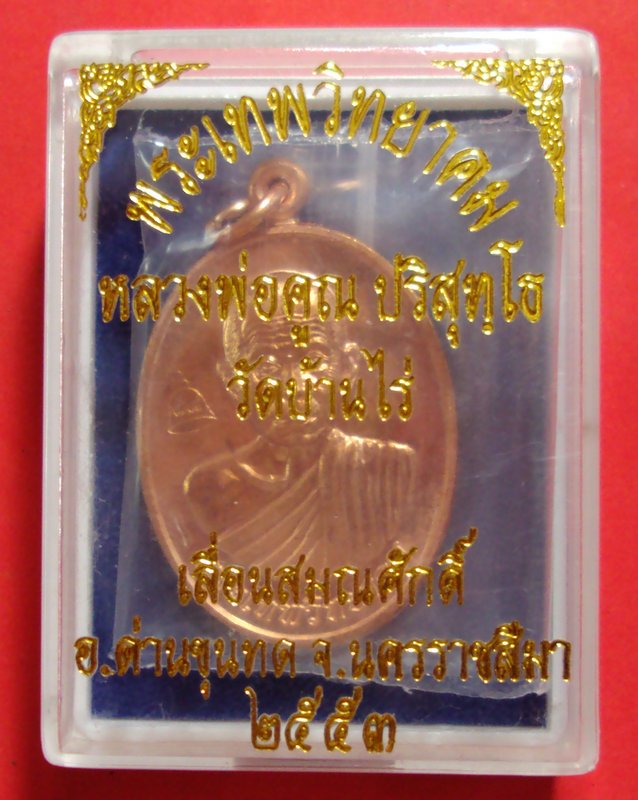 พระเทพวิทยาคม
หลวงพ่อคูณ ปริสุทฺโธ
วัดบ้านไร่
เลื่อนสมณศักดิ์
อ.ด่านขุนทด จ.นครราชสีมา
๒๕๕๓